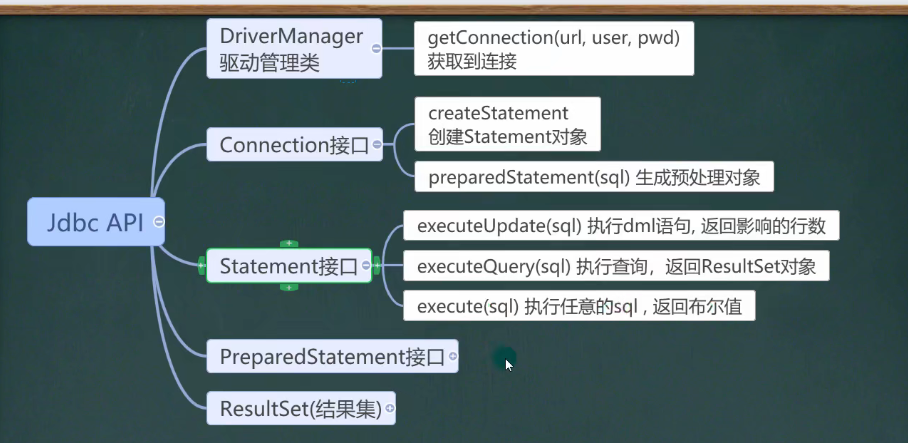 Jdbc API
DriverManager
驱动管理类
getConnection(url, user, pwd)
获取到连接
Connection接口
createStatement
创建Statement对象
preparedStatement(sql) 生成预处理对象
Statement接口
executeUpdate(sql) 执行dml语句, 返回影响的行数
executeQuery(sql) 执行查询，返回ResultSet对象
execute(sql) 执行任意的sql , 返回布尔值
PreparedStatement接口
ResultSet(结果集)